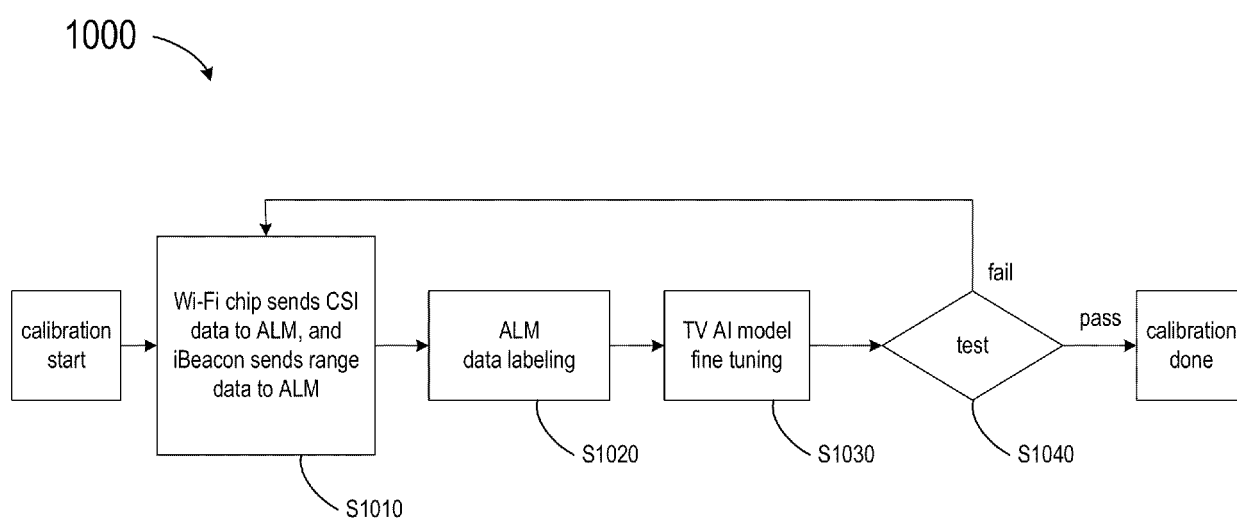 1000
calibration
start
Wi-Fi chip sends CSI
data to ALM, and
iBeacon sends range
data to ALM
S1010
ALM
data labeling
S1020
TV AI model
fine tuning
S1030
test
S1040
fail
pass
calibration
done